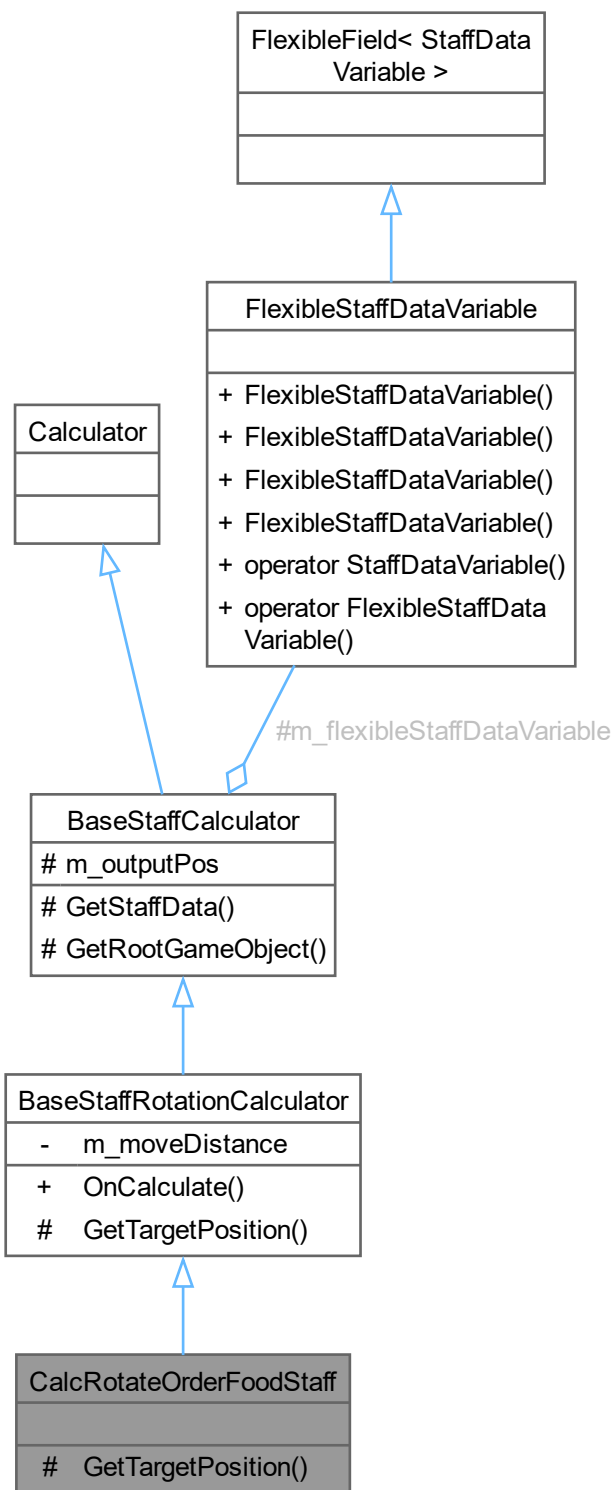 FlexibleField< StaffData
Variable >
FlexibleStaffDataVariable
+ FlexibleStaffDataVariable()
+ FlexibleStaffDataVariable()
+ FlexibleStaffDataVariable()
+ FlexibleStaffDataVariable()
+ operator StaffDataVariable()
+ operator FlexibleStaffData
Variable()
Calculator
#m_flexibleStaffDataVariable
BaseStaffCalculator
# m_outputPos
# GetStaffData()
# GetRootGameObject()
BaseStaffRotationCalculator
- m_moveDistance
+ OnCalculate()
# GetTargetPosition()
CalcRotateOrderFoodStaff
# GetTargetPosition()